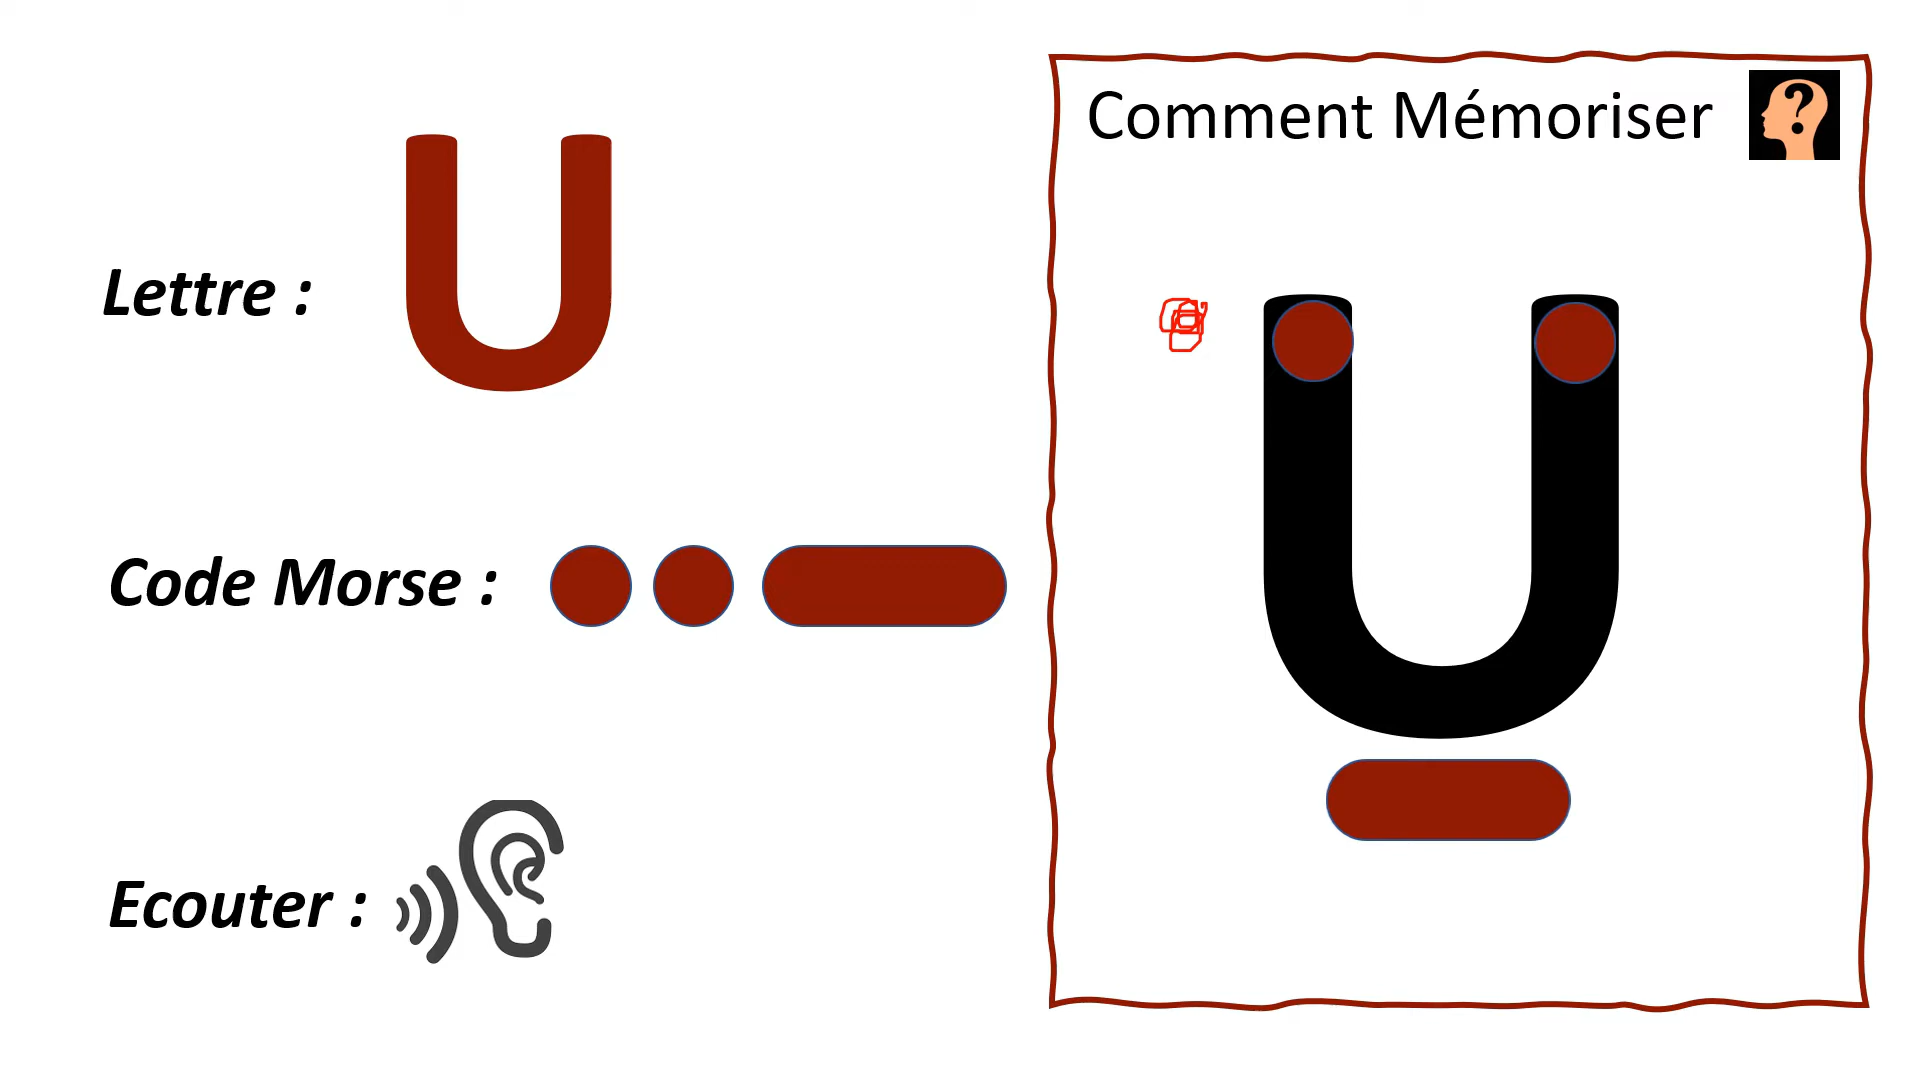 Comment Mémoriser
Lettre : U
U
Code Morse :
Ecouter :